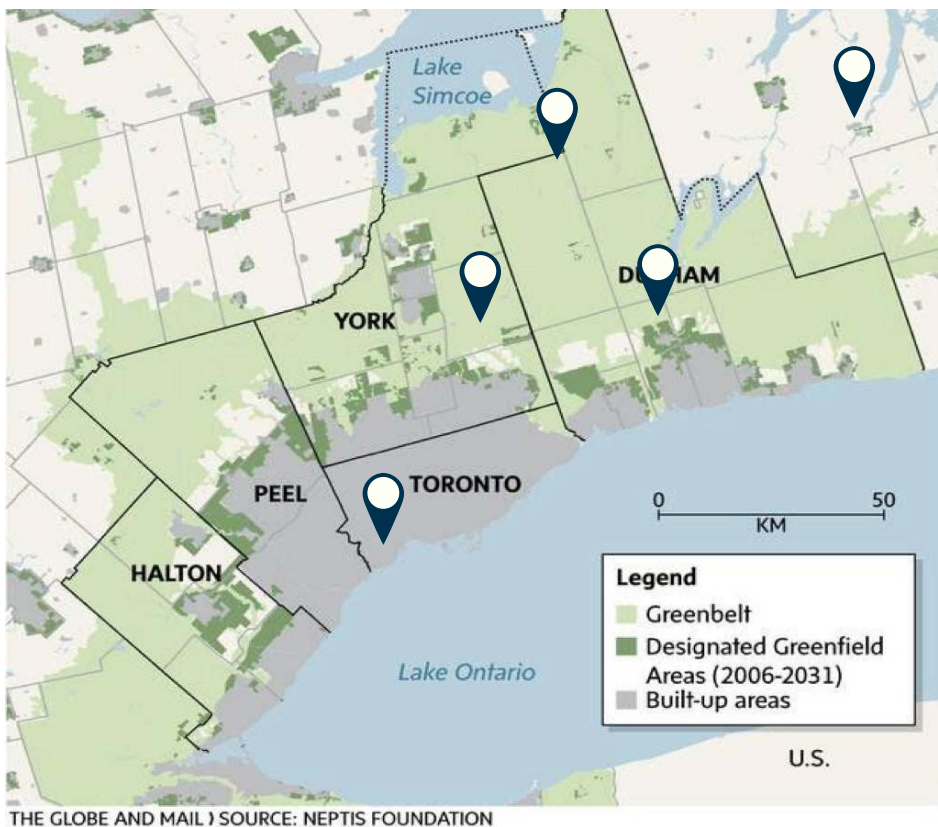 Lake
Simcoe
DURHAM
YORK
PEEL
TORONTO
HALTON
0 50
KM
Legend
Greenbelt
Designated Greenfield
Areas (2006-2031)
Built-up areas
Lake Ontario
U.S.
THE GLOBE AND MAIL ) SOURCE: NEPTIS FOUNDATION